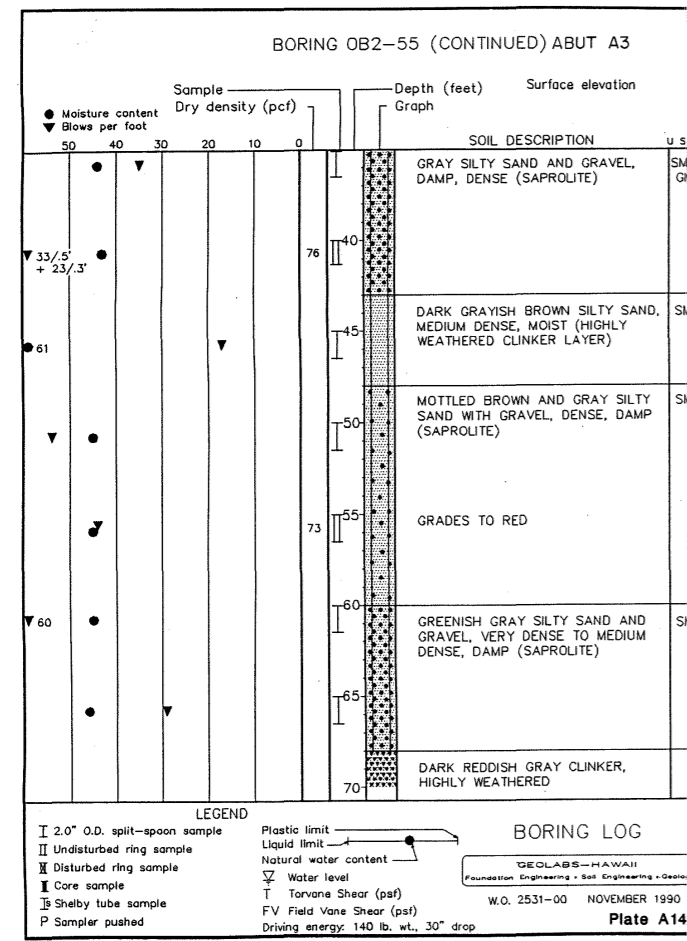 BORING OB2-55 (CONTINUED) ABUT A3
Sample
Depth (feet)
Surface elevation
Dry density (pcf)
Graph
● Moisture content
▼ Blows per foot
50 40 30 20 10 0
SOIL DESCRIPTION
U S
GRAY SILTY SAND AND GRAVEL,
DAMP, DENSE (SAPROLITE)
SM
33/.5'
+ 23/.3'
76
40
DARK GRAYISH BROWN SILTY SAND,
MEDIUM DENSE, MOIST (HIGHLY
WEATHERED CLINKER LAYER)
61
45
MOTTLED BROWN AND GRAY SILTY
SAND WITH GRAVEL, DENSE, DAMP
(SAPROLITE)
50
73
55
GRADES TO RED
60
60
GREENISH GRAY SILTY SAND AND
GRAVEL, VERY DENSE TO MEDIUM
DENSE, DAMP (SAPROLITE)
65
DARK REDDISH GRAY CLINKER,
HIGHLY WEATHERED
70
LEGEND
2.0" O.D. split-spoon sample
Undisturbed ring sample
Disturbed ring sample
Core sample
Shelby tube sample
P Sampler pushed
Plastic limit
Liquid limit
Natural water content
Water level
T Torvane Shear (psf)
FV Field Vane Shear (psf)
Driving energy: 140 lb. wt., 30" drop
BORING LOG
GEOLABS-HAWAII
Foundation Engineering • Soil Engineering • Geolo
W.O. 2531-00 NOVEMBER 1990
Plate A14